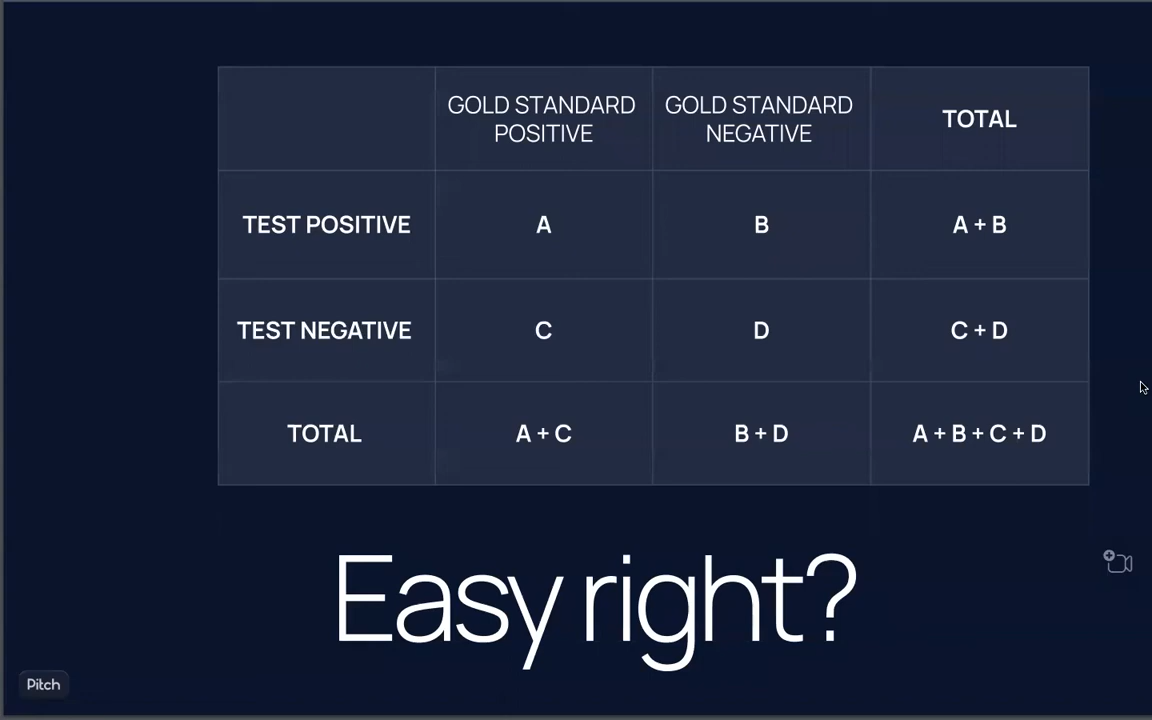 GOLD STANDARD
POSITIVE
GOLD STANDARD
NEGATIVE
TOTAL
TEST POSITIVE
A
B
A + B
TEST NEGATIVE
C
D
C + D
TOTAL
A + C
B + D
A + B + C + D
Easy right?
Pitch